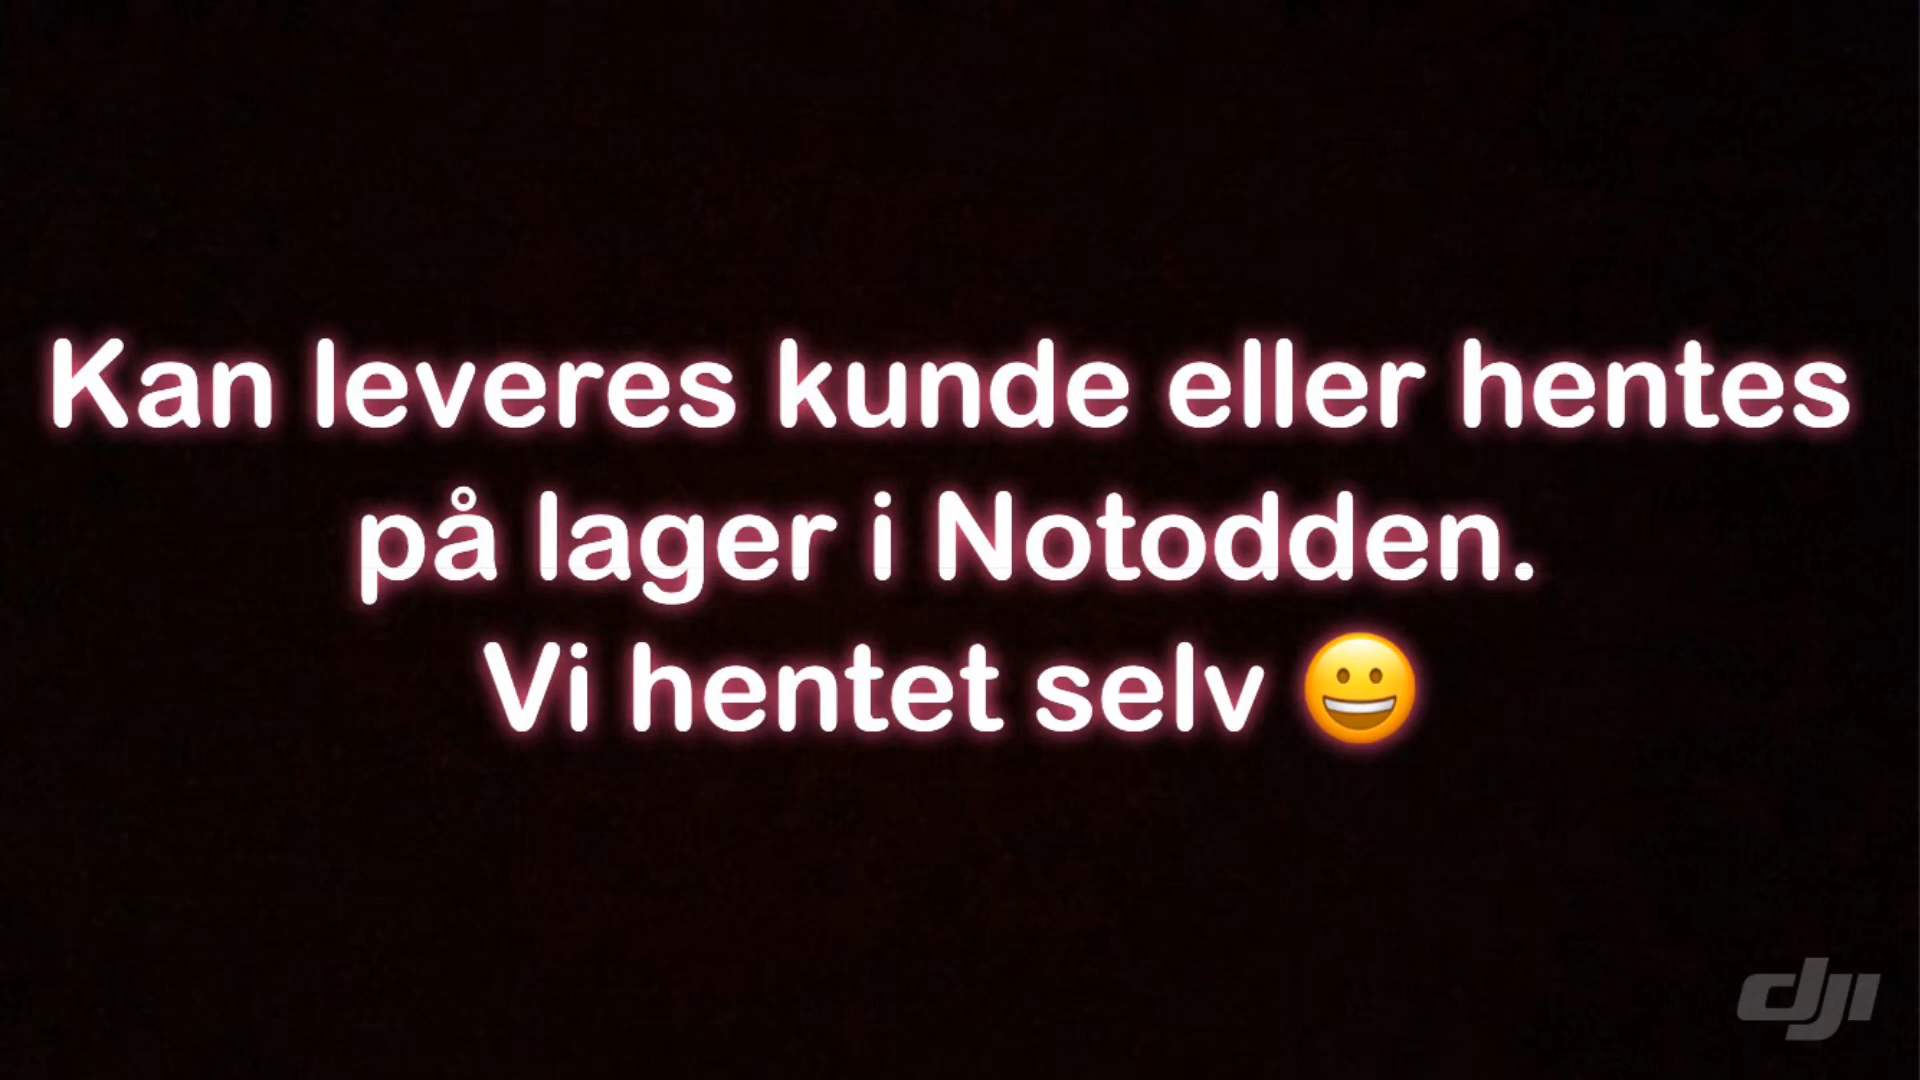 Kan leveres kunde eller hentes
på lager i Notodden.
Vi hentet selv 😀
dji